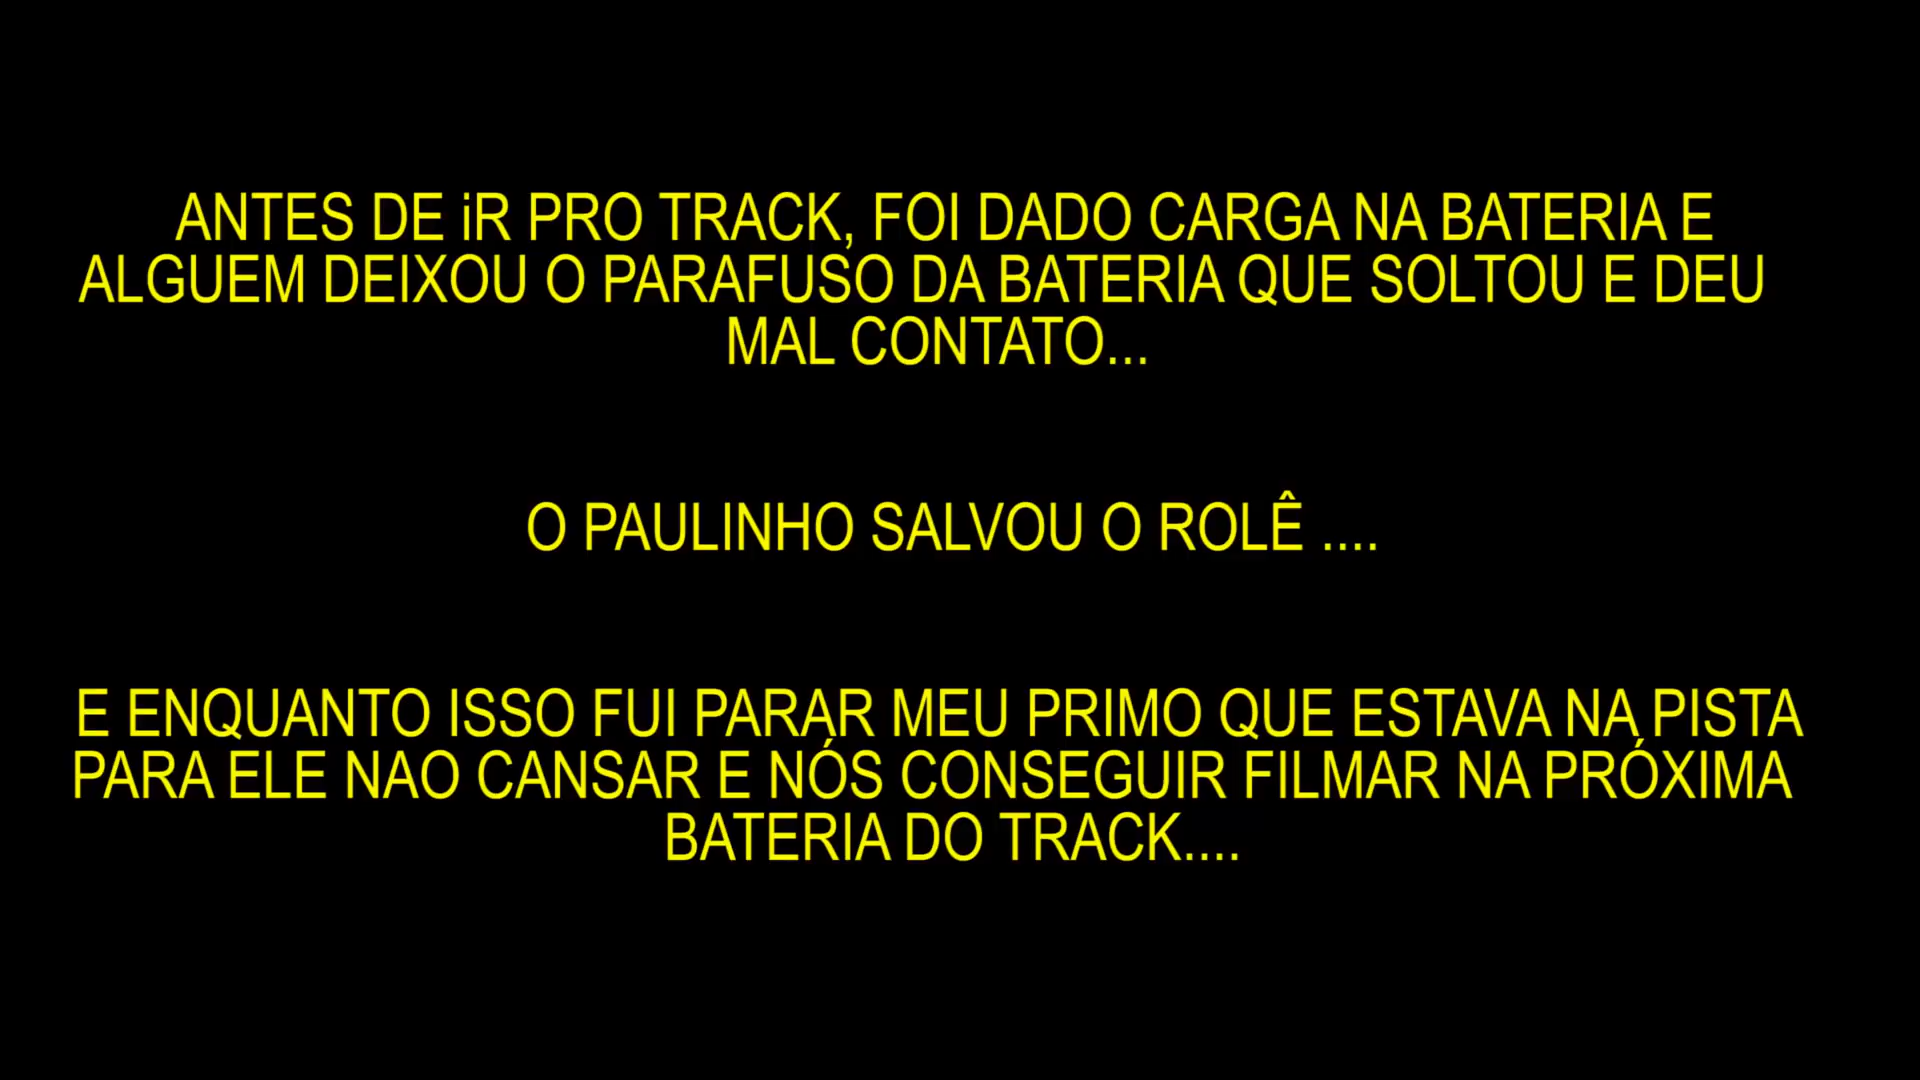 ANTES DE iR PRO TRACK, FOI DADO CARGA NA BATERIA E
ALGUEM DEIXOU O PARAFUSO DA BATERIA QUE SOLTOU E DEU
MAL CONTATO...
O PAULINHO SALVOU O ROLÊ ....
E ENQUANTO ISSO FUI PARAR MEU PRIMO QUE ESTAVA NA PISTA
PARA ELE NAO CANSAR E NÓS CONSEGUIR FILMAR NA PRÓXIMA
BATERIA DO TRACK....